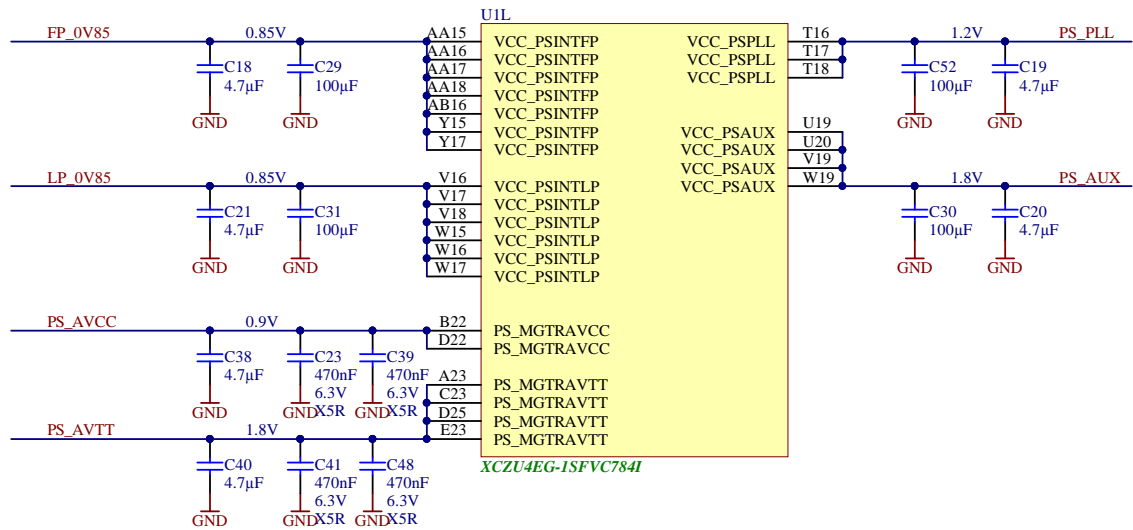 U1L
FP_0V85 0.85V AA15 VCC_PSINTFP VCC_PSPLL T16 1.2V PS_PLL
AA16 VCC_PSINTFP VCC_PSPLL T17
C18 C29 AA17 VCC_PSINTFP VCC_PSPLL T18 C52 C19
4.7µF 100µF AA18 VCC_PSINTFP 100µF 4.7µF
AB16 VCC_PSINTFP
GND GND Y15 VCC_PSINTFP VCC_PSAUX U19 GND GND
Y17 VCC_PSINTFP VCC_PSAUX U20
VCC_PSAUX V19
LP_0V85 0.85V V16 VCC_PSINTLP VCC_PSAUX W19 1.8V PS_AUX
V17 VCC_PSINTLP
C21 C31 V18 VCC_PSINTLP C30 C20
4.7µF 100µF W15 VCC_PSINTLP 100µF 4.7µF
W16 VCC_PSINTLP
GND GND W17 VCC_PSINTLP GND GND
PS_AVCC 0.9V B22 PS_MGTRAVCC
D22 PS_MGTRAVCC
C38 C23 C39
4.7µF 470nF 470nF A23 PS_MGTRAVTT
6.3V 6.3V C23 PS_MGTRAVTT
GND GND X5R GND X5R D25 PS_MGTRAVTT
PS_AVTT 1.8V E23 PS_MGTRAVTT
XCZU4EG-1SFVC784I
C40 C41 C48
4.7µF 470nF 470nF
6.3V 6.3V
GND GND X5R GND X5R